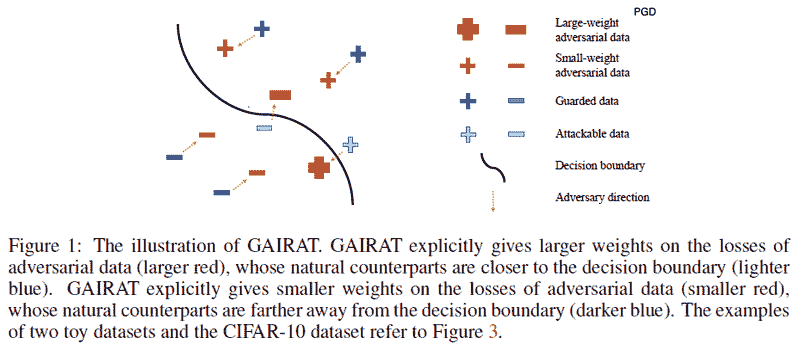 PGD
Large-weight
adversarial data
Small-weight
adversarial data
Guarded data
Attackable data
Decision boundary
Adversary direction
Figure 1: The illustration of GAIRAT. GAIRAT explicitly gives larger weights on the losses of
adversarial data (larger red), whose natural counterparts are closer to the decision boundary (lighter
blue). GAIRAT explicitly gives smaller weights on the losses of adversarial data (smaller red),
whose natural counterparts are farther away from the decision boundary (darker blue). The examples
of two toy datasets and the CIFAR-10 dataset refer to Figure 3.